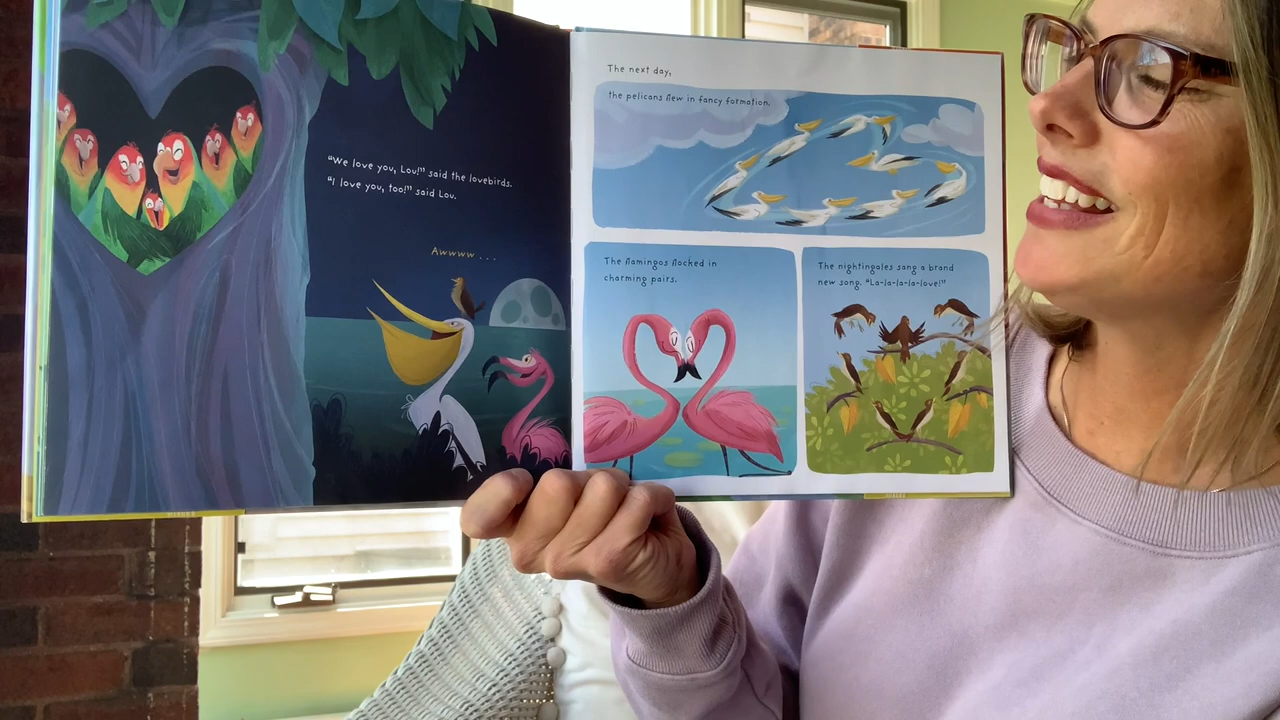 “We love you, Lou!” said the lovebirds.
“I love you, too!” said Lou.
Awwww . . .
The next day,
the pelicans flew in fancy formation.
The flamingos flocked in
charming pairs.
The nightingales sang a brand
new song. “La-la-la-la-love!”